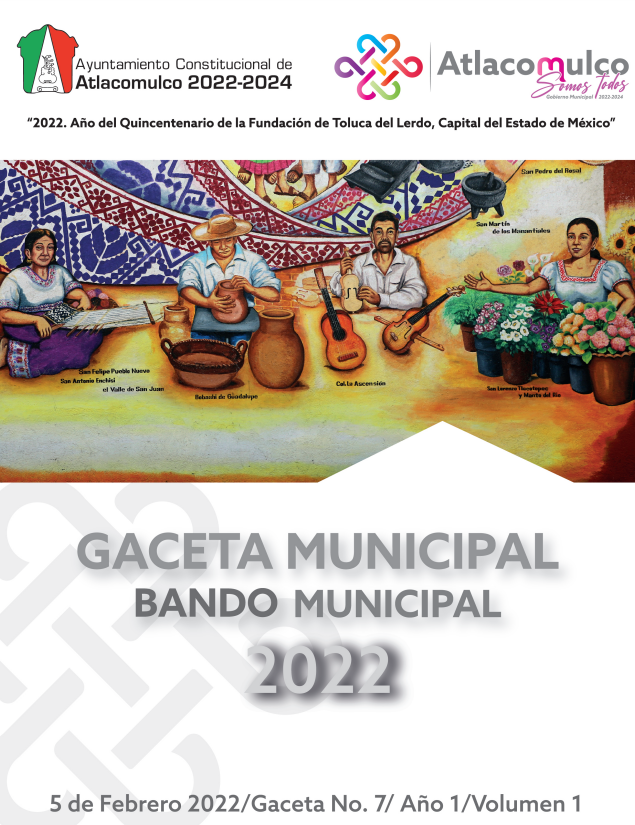 Ayuntamiento Constitucional de
Atlacomulco 2022-2024
Atlacomulco
Somos Todos
Gobierno Municipal 2022-2024
“2022. Año del Quincentenario de la Fundación de Toluca del Lerdo, Capital del Estado de México”
San Pedro del Rosal
San Martín
de los Manantiales
San Felipe Pueblo Nuevo
San Antonio Enchisi
el Valle de San Juan
Bobashi de Guadalupe
Col. La Ascensión
San Lorenzo Tlacotepec
y Manto del Río
GACETA MUNICIPAL
BANDO MUNICIPAL
2022
5 de Febrero 2022/Gaceta No. 7/ Año 1/Volumen 1